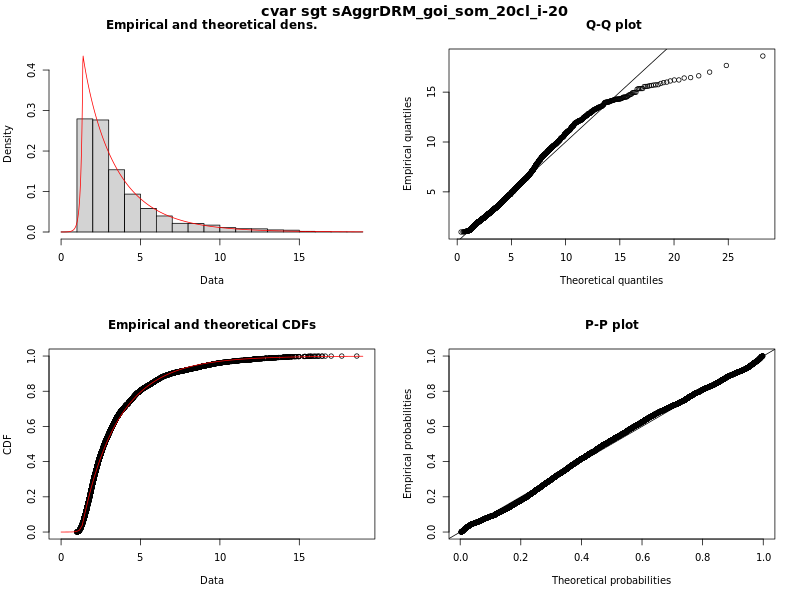 cvar sgt sAggrDRM_goi_som_20cl_i-20
Empirical and theoretical dens.
Density
0.0 0.1 0.2 0.3 0.4
0 5 10 15
Data
Q-Q plot
Empirical quantiles
5 10 15
0 5 10 15 20 25
Theoretical quantiles
Empirical and theoretical CDFs
CDF
0.0 0.2 0.4 0.6 0.8 1.0
0 5 10 15
Data
P-P plot
Empirical probabilities
0.0 0.2 0.4 0.6 0.8 1.0
0.0 0.2 0.4 0.6 0.8 1.0
Theoretical probabilities